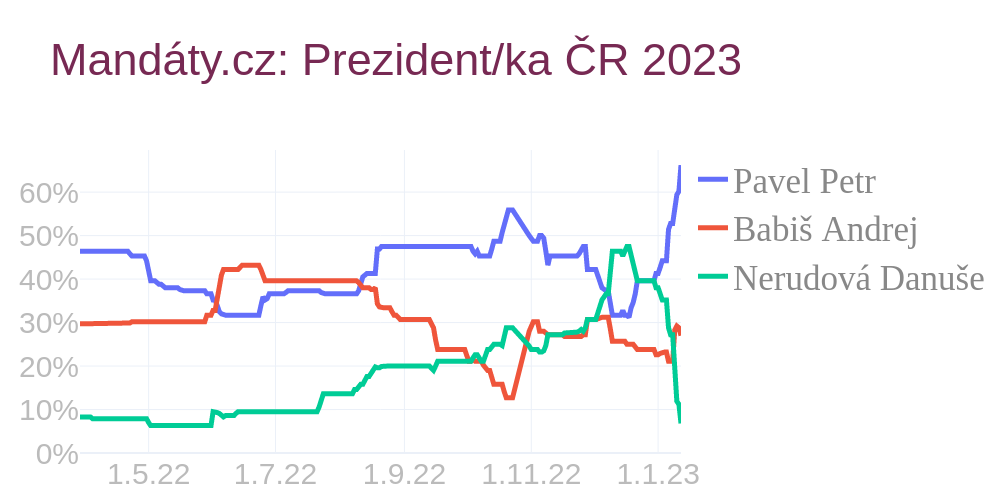 Mandáty.cz: Prezident/ka ČR 2023
60%
50%
40%
30%
20%
10%
0%
1.5.22 1.7.22 1.9.22 1.11.22 1.1.23
Pavel Petr
Babiš Andrej
Nerudová Danuše